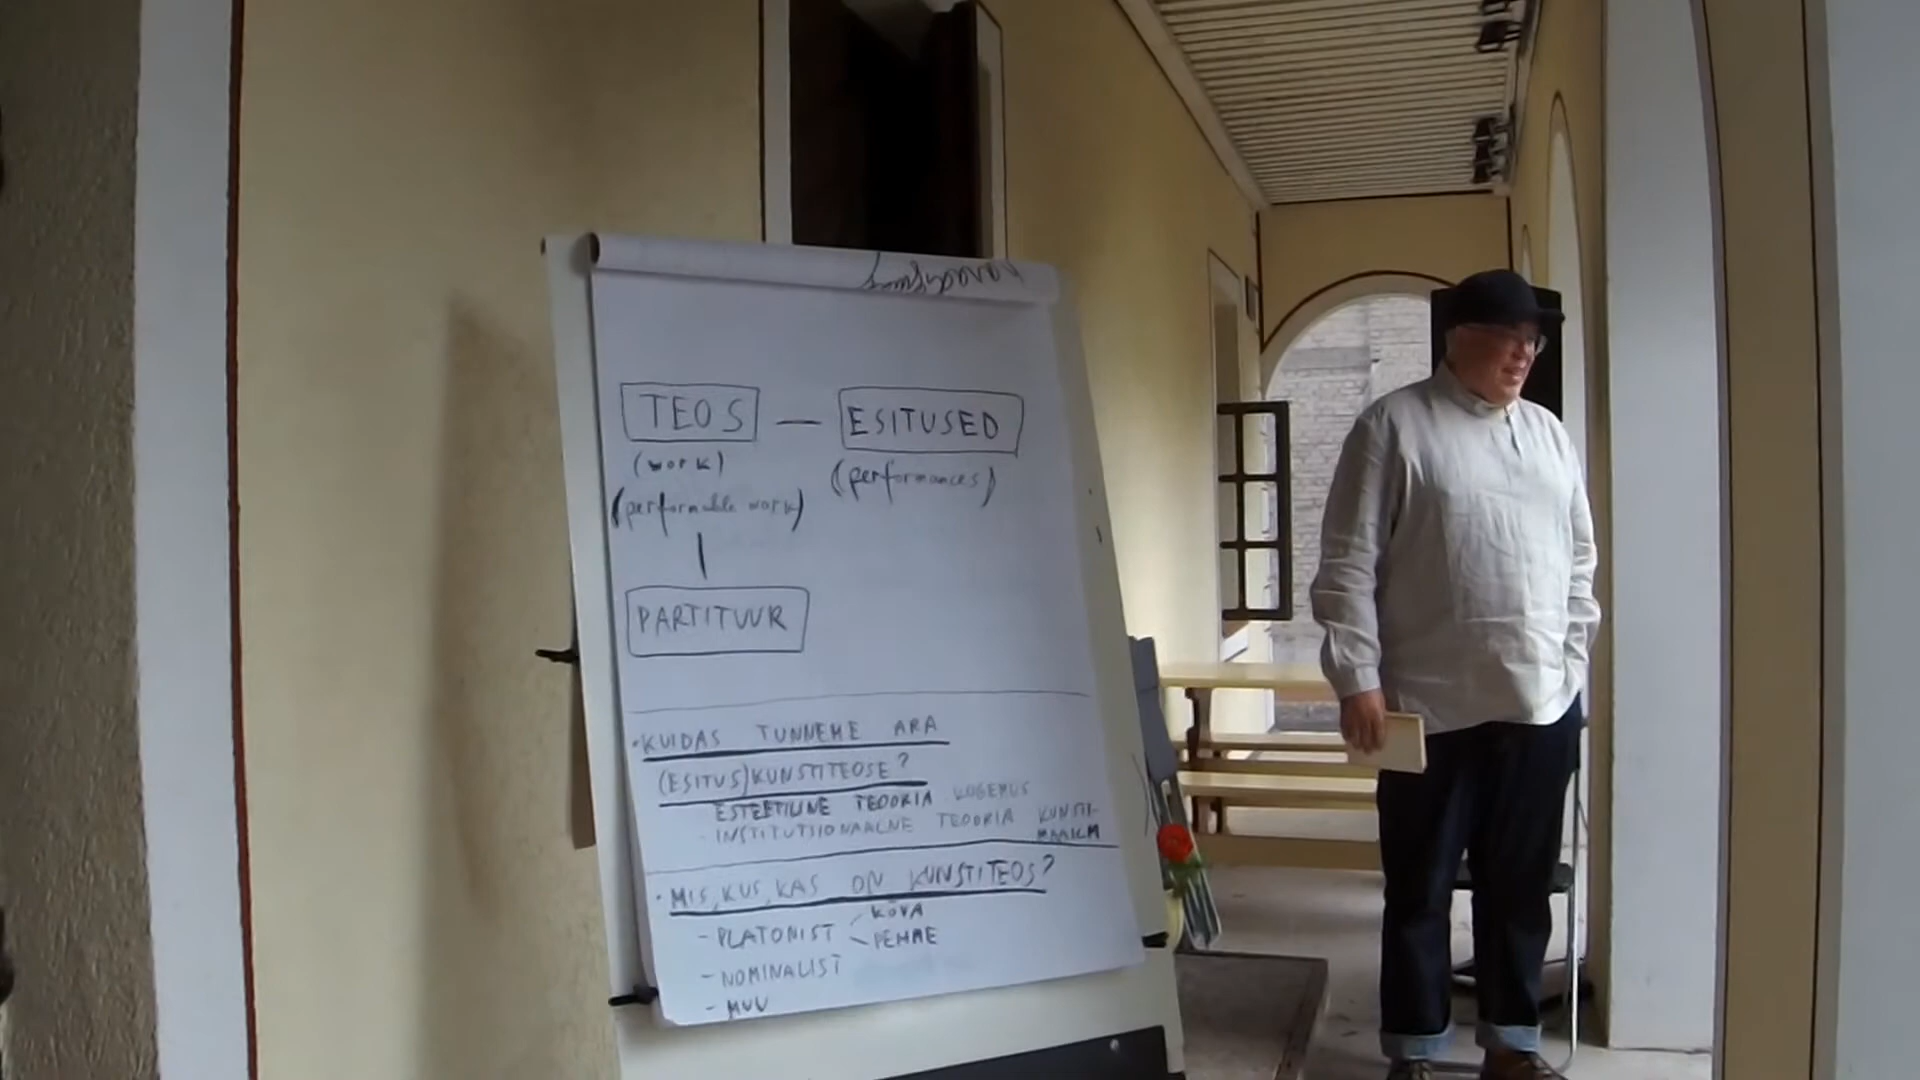 TEOS — ESITUSED
(work) (performances)
(performable work)
PARTITUUR
• KUIDAS TUNNEME ARA
(ESITUS)KUNSTITEOSE?
ESTEETILINE TEOORIA KOGEMUS
- INSTITUTSIONAALNE TEOORIA KUNSTI-
MAAILM
• MIS, KUS, KAS ON KUNSTITEOS?
- PLATONIST KÕVA
PEHME
- NOMINALIST
- MUU